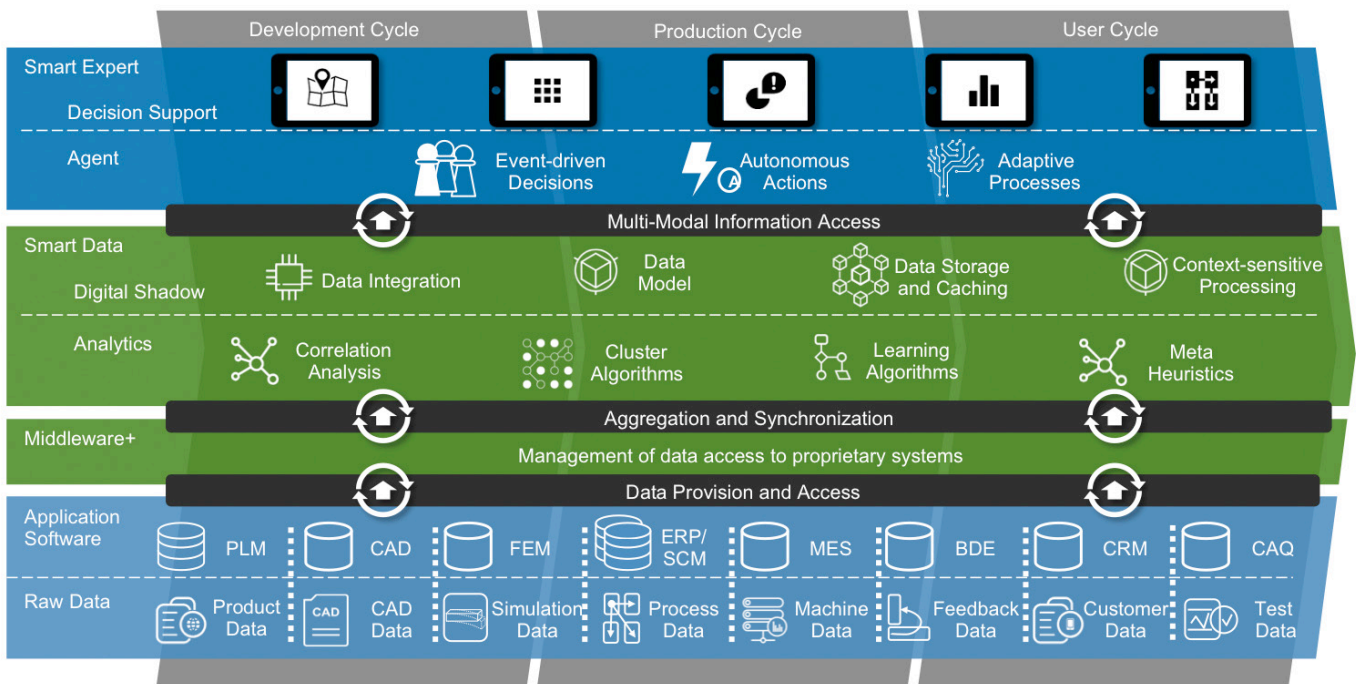 Development Cycle
Production Cycle
User Cycle
Smart Expert
Decision Support
Agent
Event-driven
Decisions
A
Autonomous
Actions
Adaptive
Processes
Multi-Modal Information Access
Smart Data
Digital Shadow
Data Integration
Data
Model
Data Storage
and Caching
Context-sensitive
Processing
Analytics
Correlation
Analysis
Cluster
Algorithms
Learning
Algorithms
Meta
Heuristics
Aggregation and Synchronization
Middleware+
Management of data access to proprietary systems
Data Provision and Access
Application
Software
PLM
CAD
FEM
ERP/
SCM
MES
BDE
CRM
CAQ
Raw Data
Product
Data
CAD
CAD
Data
Simulation
Data
Process
Data
Machine
Data
Feedback
Data
Customer
Data
Test
Data